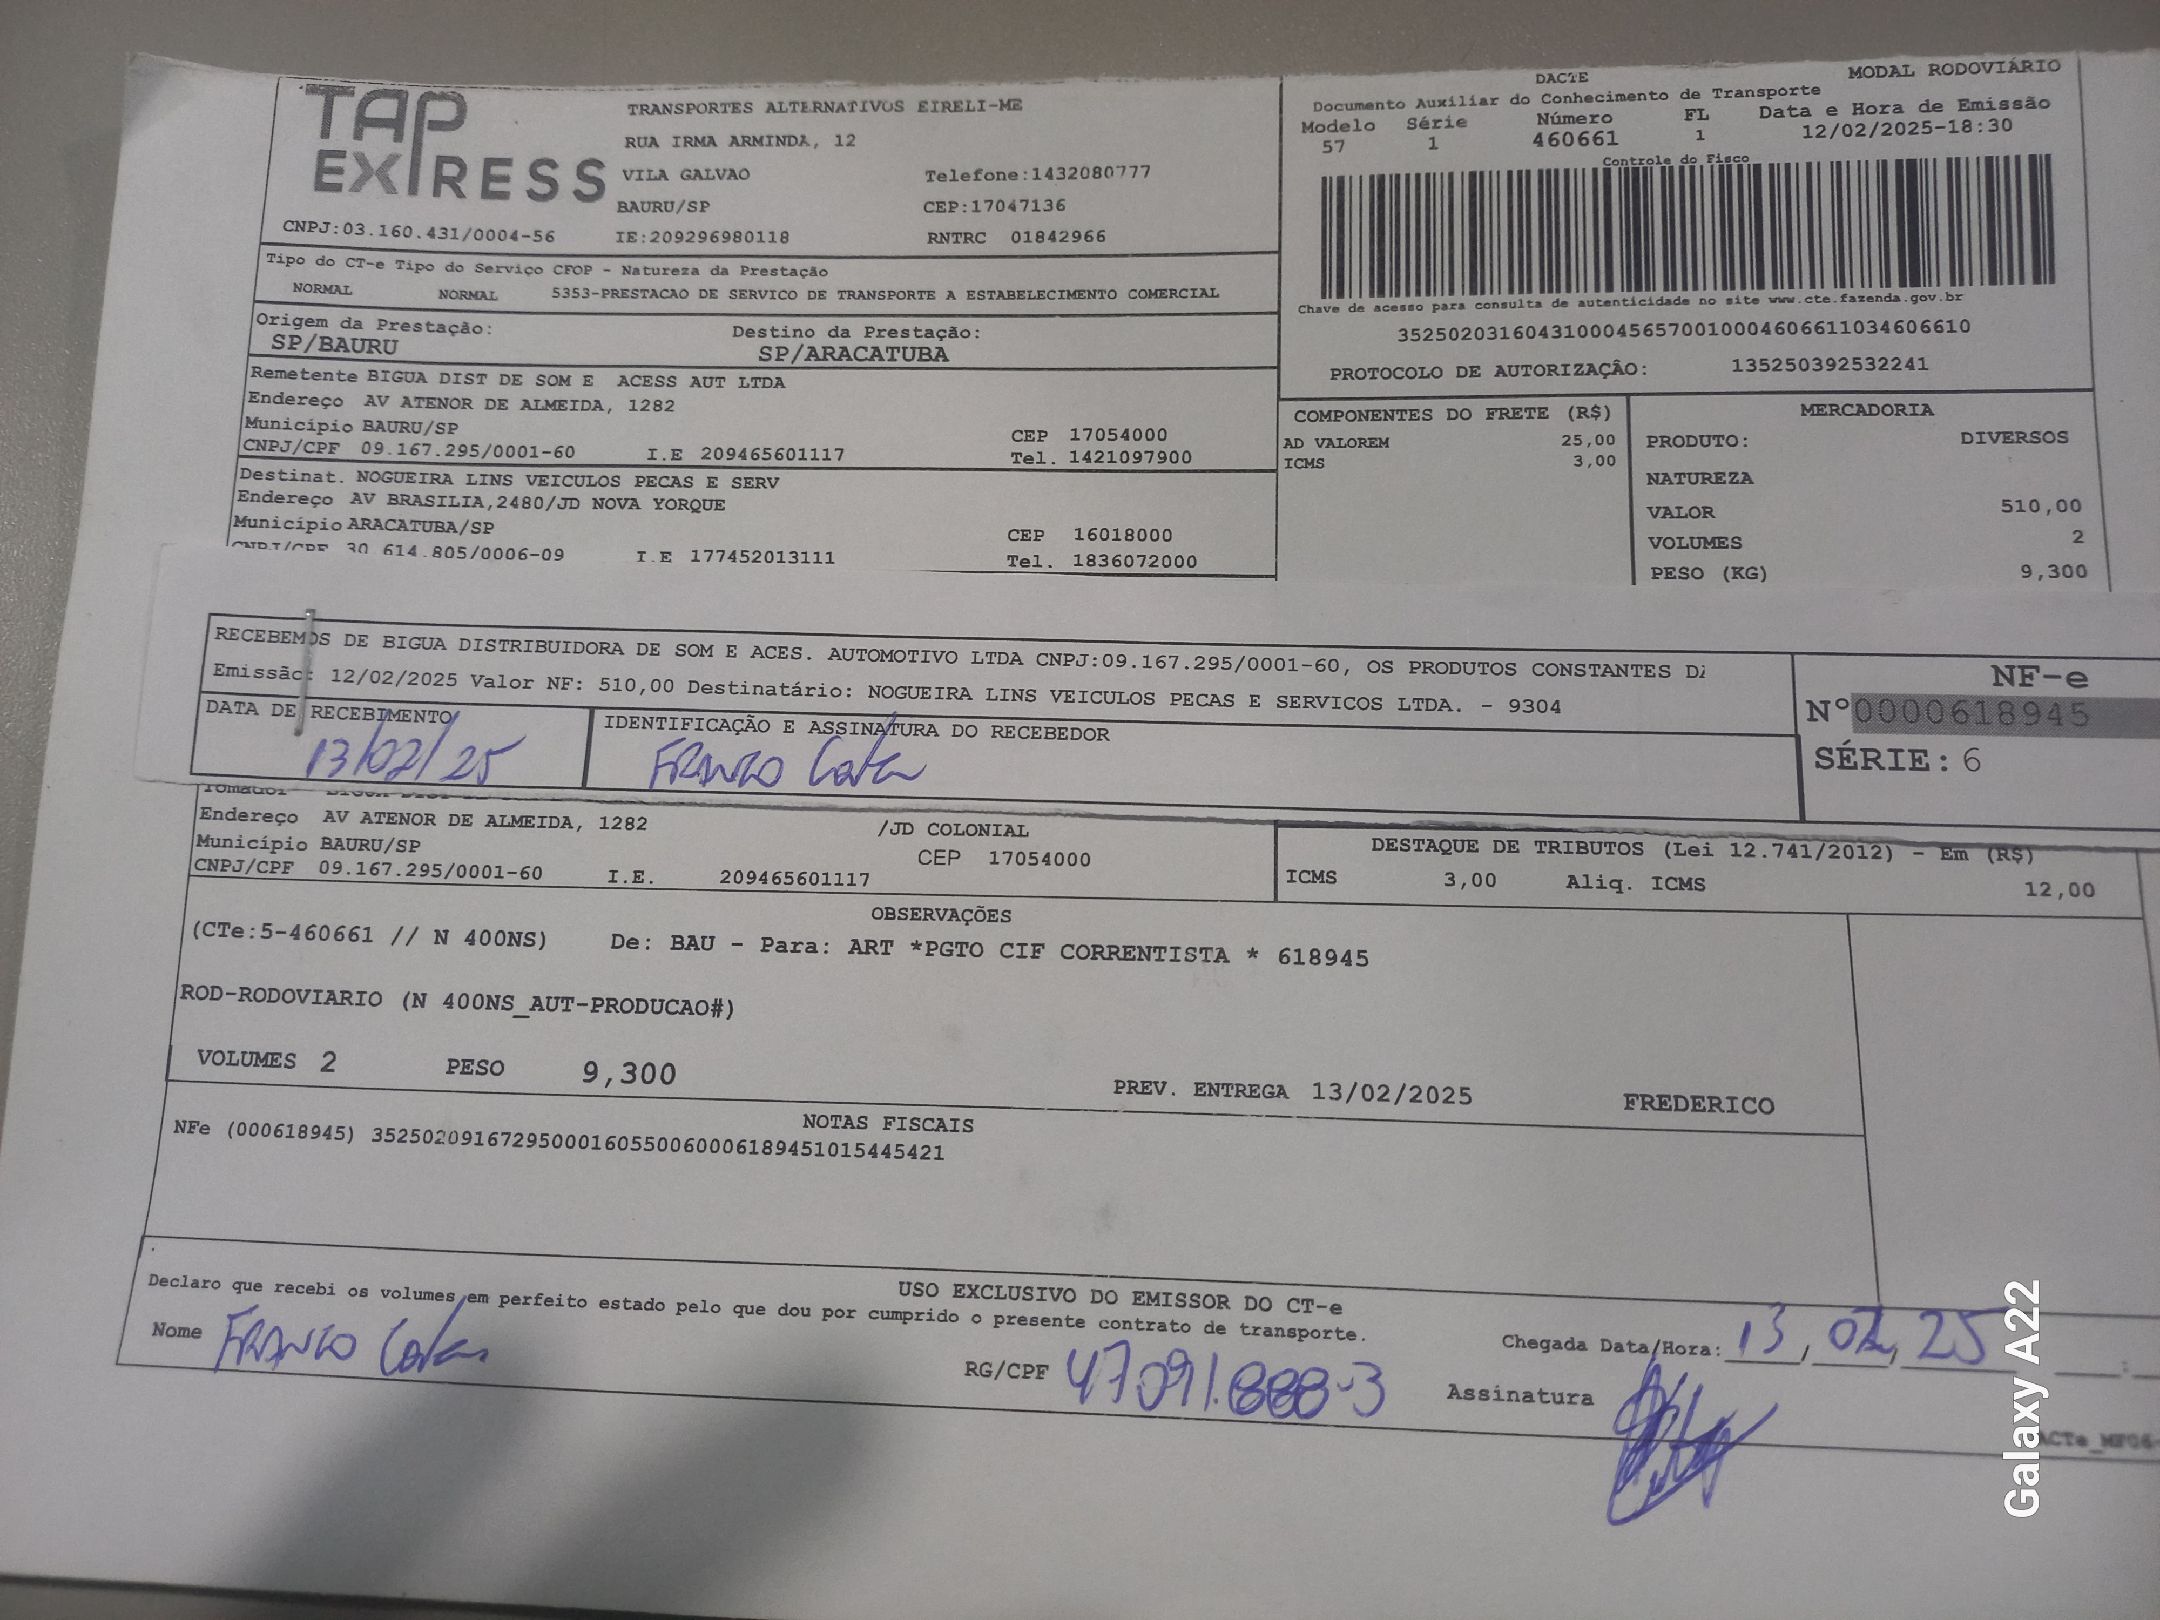 TAP
EXPRESS
TRANSPORTES ALTERNATIVOS EIRELI-ME
RUA IRMA ARMINDA, 12
VILA GALVAO Telefone:1432080777
BAURU/SP CEP:17047136
CNPJ:03.160.431/0004-56 IE:209296980118 RNTRC 01842966
DACTE MODAL RODOVIÁRIO
Documento Auxiliar do Conhecimento de Transporte
Modelo Série Número FL Data e Hora de Emissão
57 1 460661 1 12/02/2025-18:30
Controle do Fisco
Chave de acesso para consulta de autenticidade no site www.cte.fazenda.gov.br
35250203160431000456570010004606611034606610
PROTOCOLO DE AUTORIZAÇÂO: 135250392532241
Tipo do CT-e Tipo do Serviço CFOP - Natureza da Prestação
NORMAL NORMAL 5353-PRESTACAO DE SERVICO DE TRANSPORTE A ESTABELECIMENTO COMERCIAL
Origem da Prestação: Destino da Prestação:
SP/BAURU SP/ARACATUBA
Remetente BIGUA DIST DE SOM E ACESS AUT LTDA
Endereço AV ATENOR DE ALMEIDA, 1282
Município BAURU/SP CEP 17054000
CNPJ/CPF 09.167.295/0001-60 I.E 209465601117 Tel. 1421097900
Destinat. NOGUEIRA LINS VEICULOS PECAS E SERV
Endereço AV BRASILIA,2480/JD NOVA YORQUE
Município ARACATUBA/SP CEP 16018000
CNPJ/CPF 30.614.805/0006-09 I.E 177452013111 Tel. 1836072000
COMPONENTES DO FRETE (R$)
AD VALOREM 25,00
ICMS 3,00
MERCADORIA
PRODUTO: DIVERSOS
NATUREZA
VALOR 510,00
VOLUMES 2
PESO (KG) 9,300
RECEBEMOS DE BIGUA DISTRIBUIDORA DE SOM E ACES. AUTOMOTIVO LTDA CNPJ:09.167.295/0001-60, OS PRODUTOS CONSTANTES DA
Emissão: 12/02/2025 Valor NF: 510,00 Destinatário: NOGUEIRA LINS VEICULOS PECAS E SERVICOS LTDA. - 9304
DATA DE RECEBIMENTO IDENTIFICAÇÃO E ASSINATURA DO RECEBEDOR
13/02/25 FRANCO
NF-e
Nº0000618945
SÉRIE: 6
Tomador
Endereço AV ATENOR DE ALMEIDA, 1282 /JD COLONIAL
Município BAURU/SP CEP 17054000
CNPJ/CPF 09.167.295/0001-60 I.E. 209465601117
DESTAQUE DE TRIBUTOS (Lei 12.741/2012) - Em (R$)
ICMS 3,00 Aliq. ICMS 12,00
OBSERVAÇÕES
(CTe:5-460661 // N 400NS) De: BAU - Para: ART *PGTO CIF CORRENTISTA * 618945
ROD-RODOVIARIO (N 400NS_AUT-PRODUCAO#)
VOLUMES 2 PESO 9,300 PREV. ENTREGA 13/02/2025 FREDERICO
NOTAS FISCAIS
NFe (000618945) 35250209167295000160550060006189451015445421
USO EXCLUSIVO DO EMISSOR DO CT-e
Declaro que recebi os volumes em perfeito estado pelo que dou por cumprido o presente contrato de transporte.
Nome FRANCO RG/CPF 47091.888-3
Chegada Data/Hora: 13, 02, 25 :
Assinatura
Galaxy A22